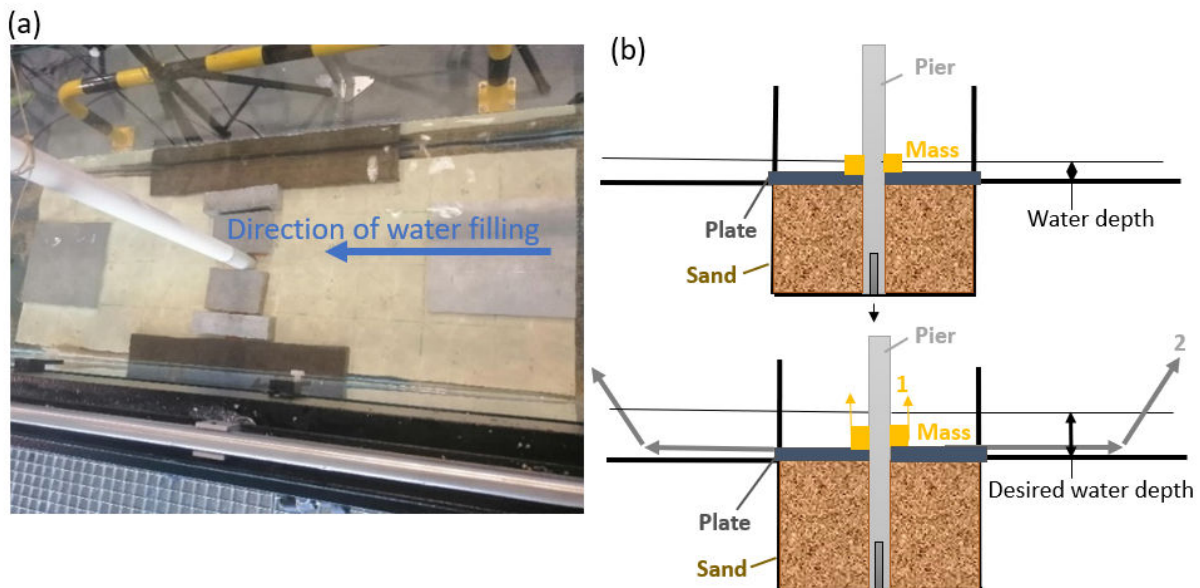 (a)
Direction of water filling
(b)
Pier
Mass
Plate
Water depth
Sand
Pier
1
2
Mass
Desired water depth
Plate
Sand